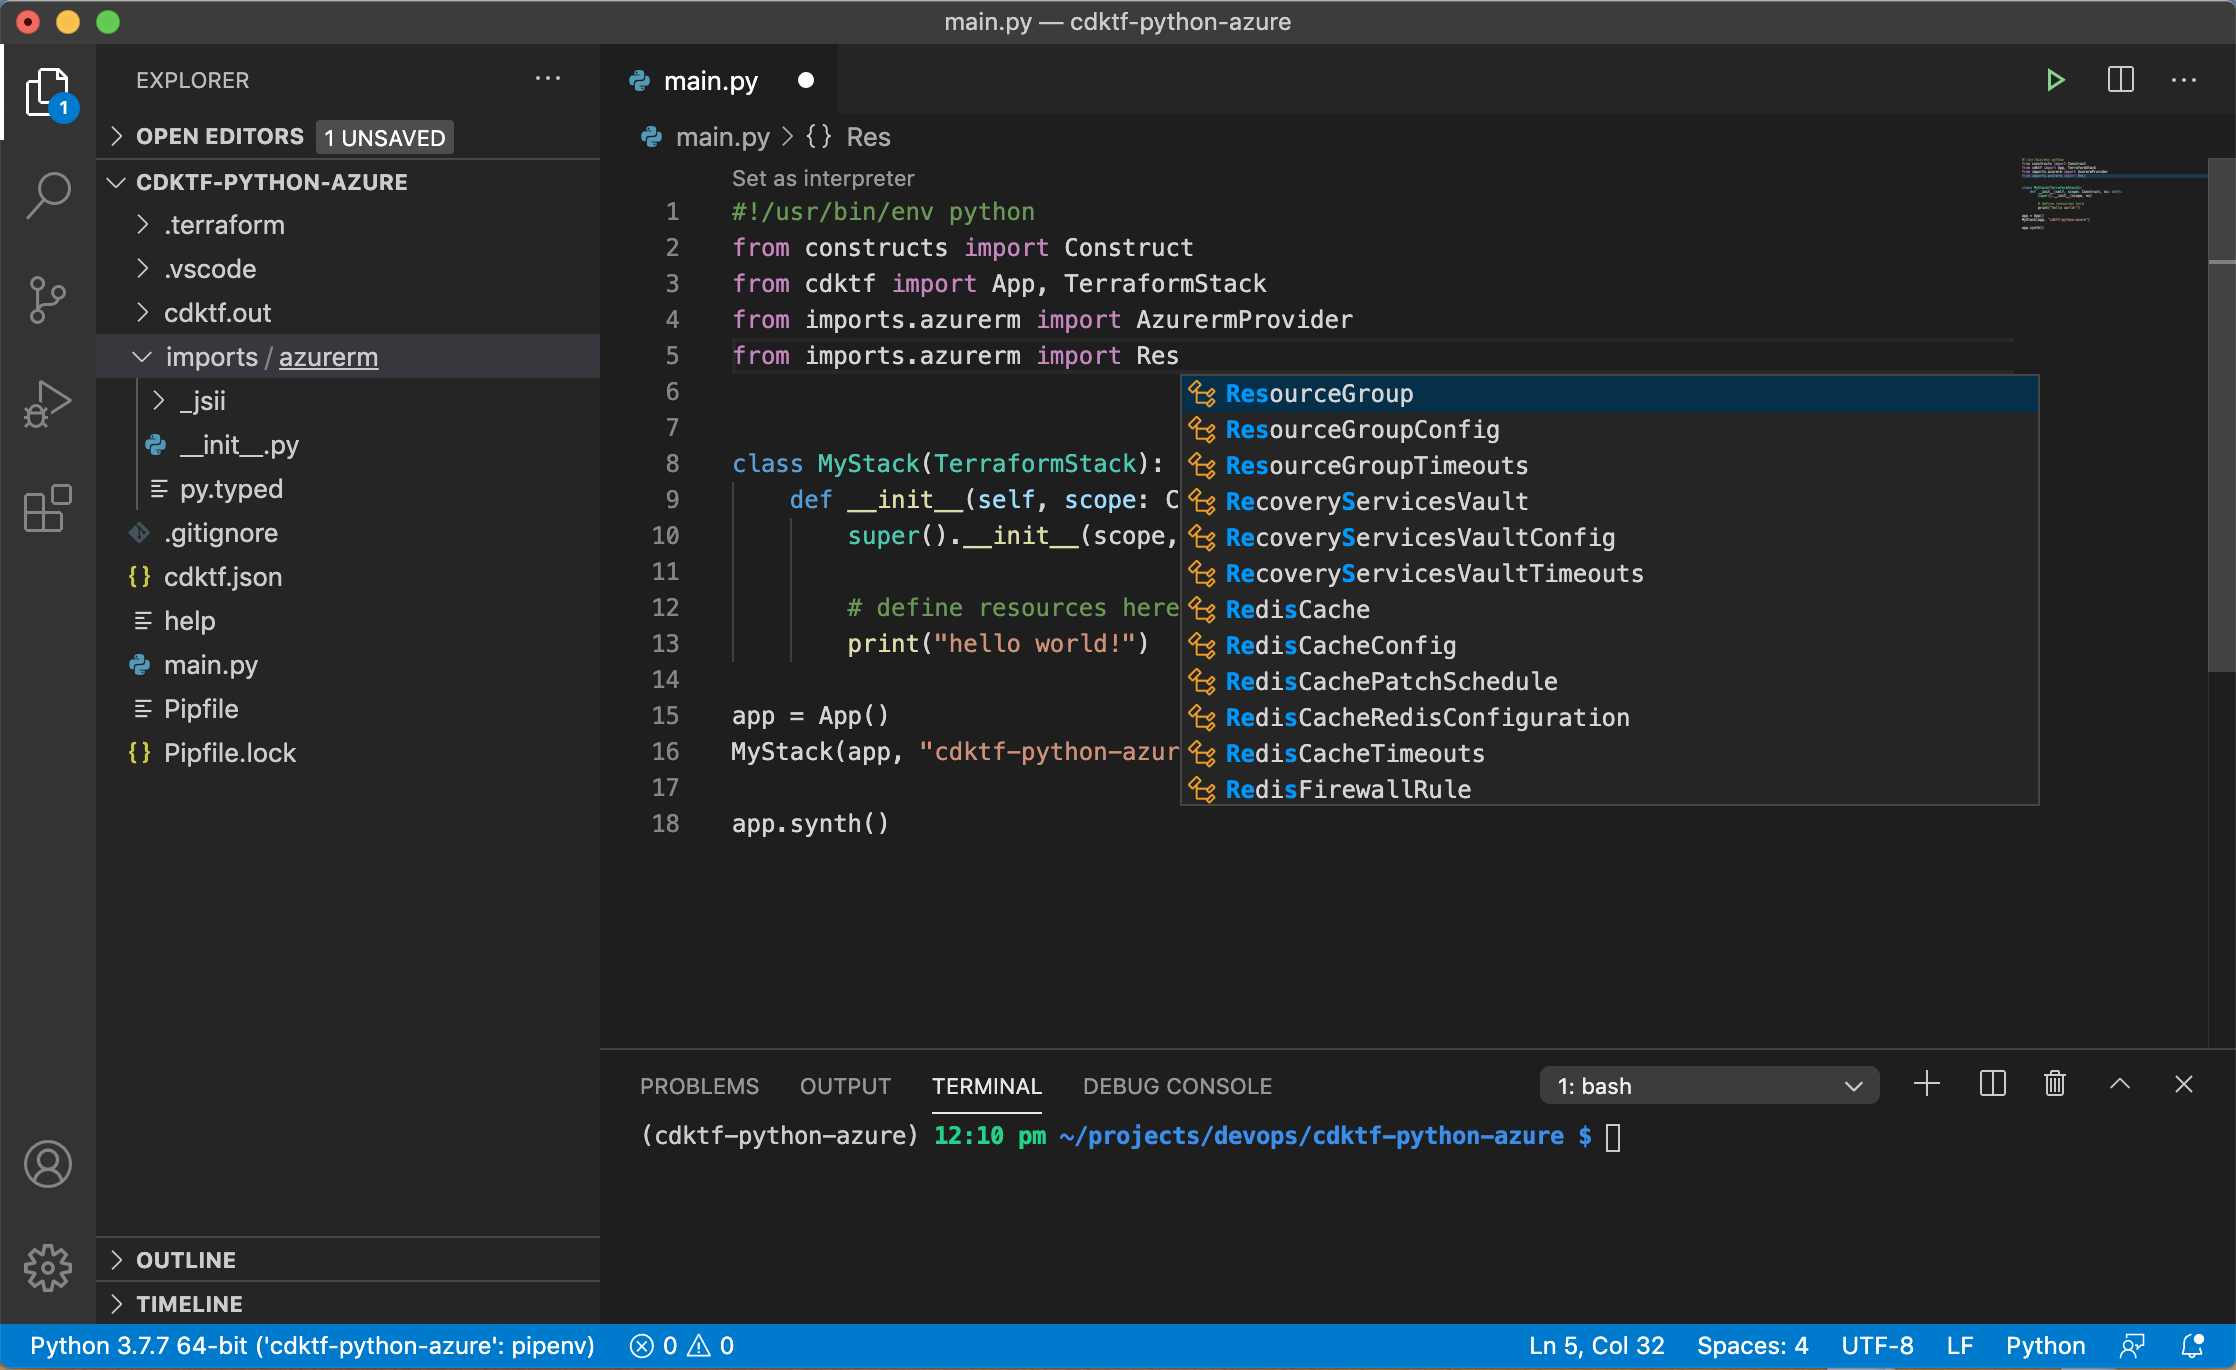 main.py — cdktf-python-azure
EXPLORER
1
OPEN EDITORS 1 UNSAVED
CDKTF-PYTHON-AZURE
.terraform
.vscode
cdktf.out
imports / azurerm
_jsii
__init__.py
py.typed
.gitignore
{} cdktf.json
help
main.py
Pipfile
{} Pipfile.lock
OUTLINE
TIMELINE
main.py
main.py > {} Res
Set as interpreter
1 #!/usr/bin/env python
2 from constructs import Construct
3 from cdktf import App, TerraformStack
4 from imports.azurerm import AzurermProvider
5 from imports.azurerm import Res
6
7
8 class MyStack(TerraformStack):
9 def __init__(self, scope: C
10 super().__init__(scope,
11
12 # define resources here
13 print("hello world!")
14
15 app = App()
16 MyStack(app, "cdktf-python-azur
17
18 app.synth()
ResourceGroup
ResourceGroupConfig
ResourceGroupTimeouts
RecoveryServicesVault
RecoveryServicesVaultConfig
RecoveryServicesVaultTimeouts
RedisCache
RedisCacheConfig
RedisCachePatchSchedule
RedisCacheRedisConfiguration
RedisCacheTimeouts
RedisFirewallRule
PROBLEMS OUTPUT TERMINAL DEBUG CONSOLE 1: bash
(cdktf-python-azure) 12:10 pm ~/projects/devops/cdktf-python-azure $
Python 3.7.7 64-bit ('cdktf-python-azure': pipenv) 0 0 Ln 5, Col 32 Spaces: 4 UTF-8 LF Python